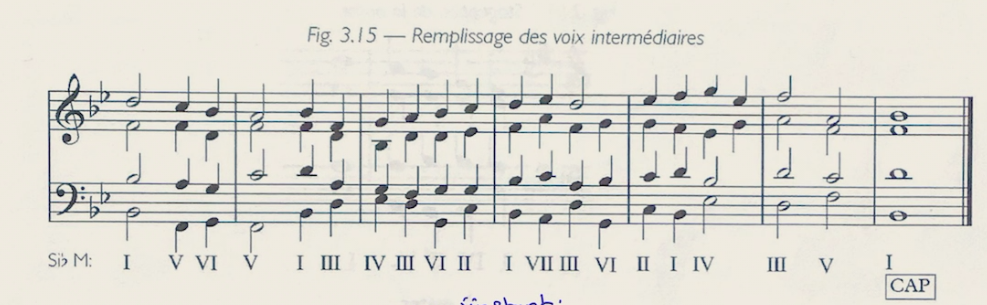 Fig. 3.15 — Remplissage des voix intermédiaires
Si♭ M: I V VI V I III IV III VI II I VII III VI II I IV III V I
CAP